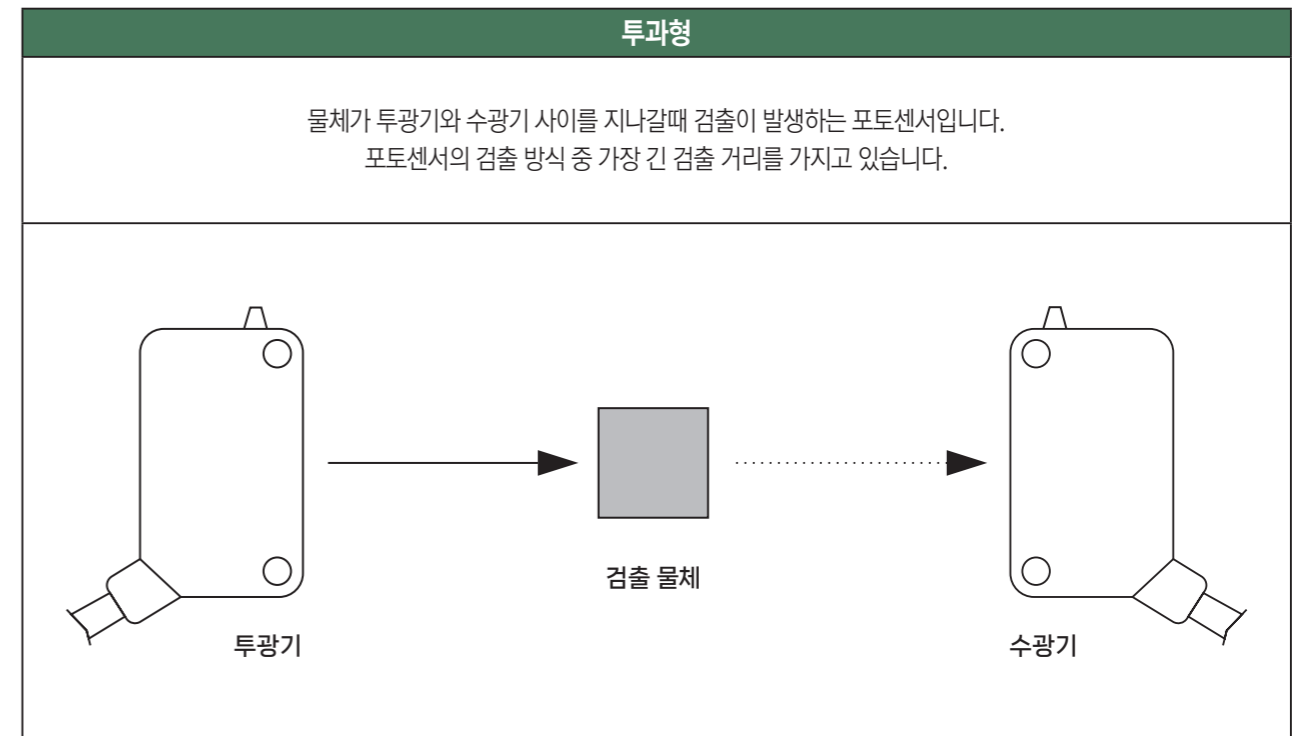 투과형
물체가 투광기와 수광기 사이를 지나갈때 검출이 발생하는 포토센서입니다.
포토센서의 검출 방식 중 가장 긴 검출 거리를 가지고 있습니다.
검출 물체
투광기
수광기